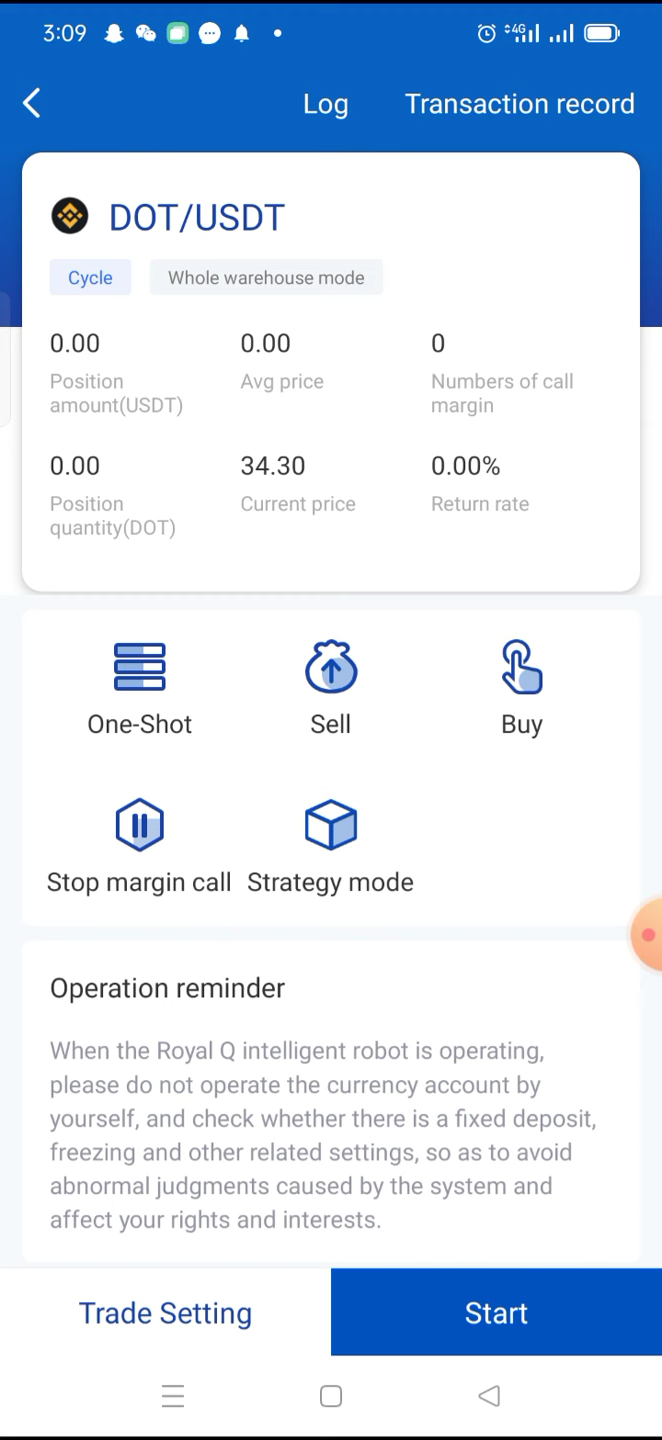 3:09
4G
Log Transaction record
DOT/USDT
Cycle Whole warehouse mode
0.00 0.00 0
Position Avg price Numbers of call
amount(USDT) margin
0.00 34.30 0.00%
Position Current price Return rate
quantity(DOT)
One-Shot Sell Buy
Stop margin call Strategy mode
Operation reminder
When the Royal Q intelligent robot is operating,
please do not operate the currency account by
yourself, and check whether there is a fixed deposit,
freezing and other related settings, so as to avoid
abnormal judgments caused by the system and
affect your rights and interests.
Trade Setting Start